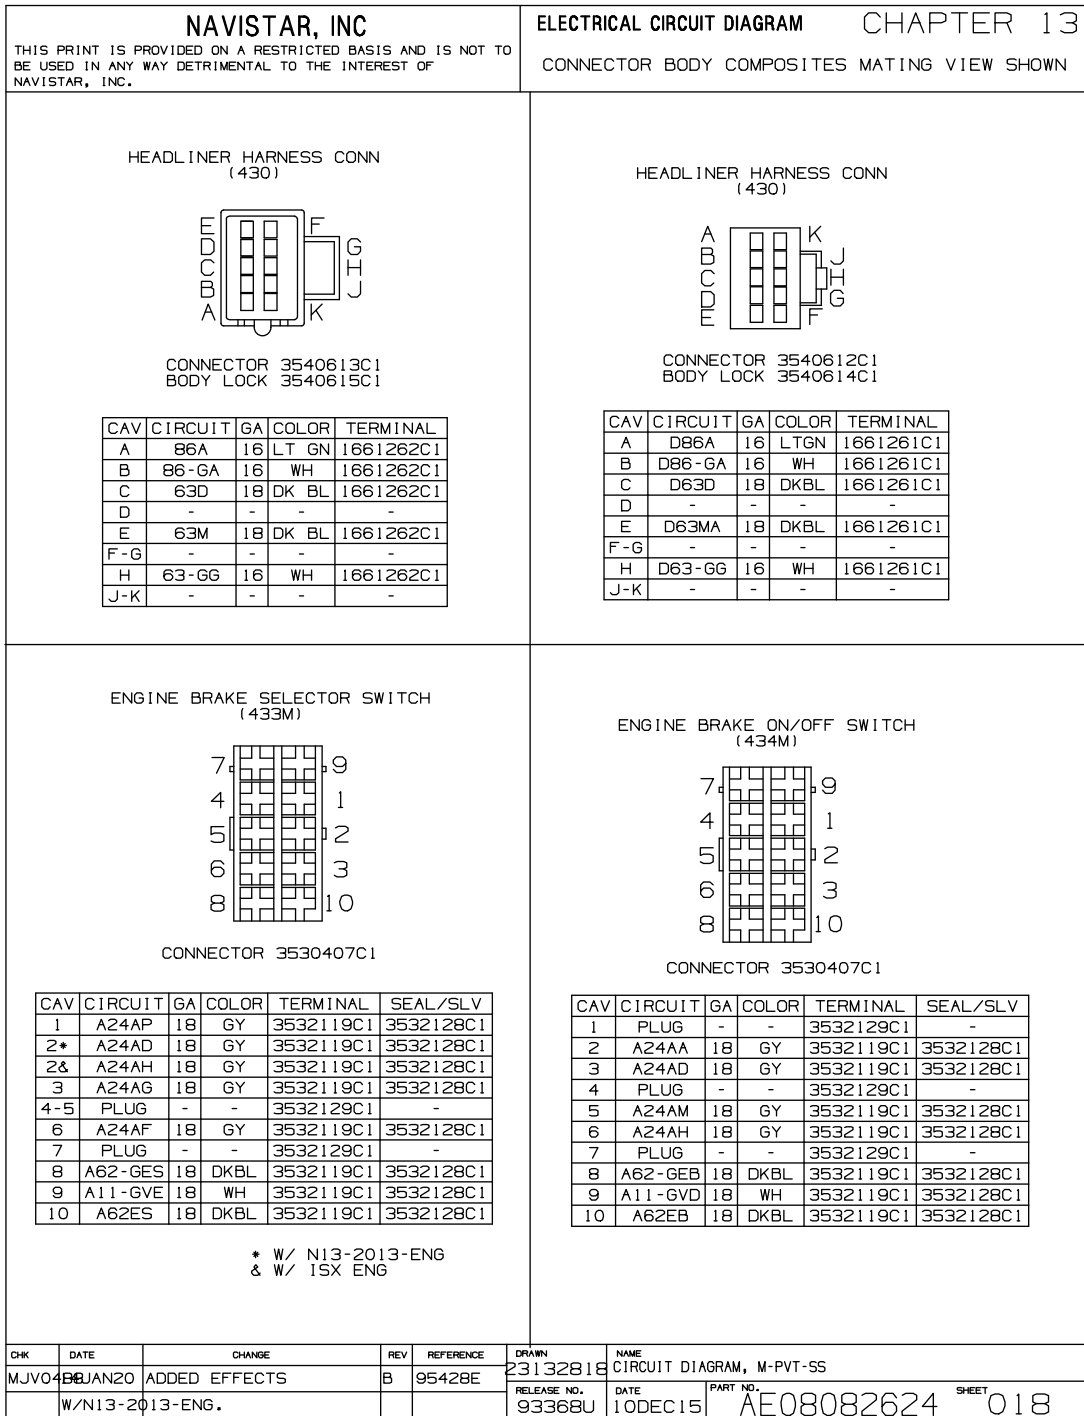 NAVISTAR, INC
THIS PRINT IS PROVIDED ON A RESTRICTED BASIS AND IS NOT TO
BE USED IN ANY WAY DETRIMENTAL TO THE INTEREST OF
NAVISTAR, INC.
ELECTRICAL CIRCUIT DIAGRAM CHAPTER 13
CONNECTOR BODY COMPOSITES MATING VIEW SHOWN
HEADLINER HARNESS CONN
(430)
E F
D G
C H
B J
A K
CONNECTOR 3540613C1
BODY LOCK 3540615C1
CAV CIRCUIT GA COLOR TERMINAL
A 86A 16 LT GN 1661262C1
B 86-GA 16 WH 1661262C1
C 63D 18 DK BL 1661262C1
D - - - -
E 63M 18 DK BL 1661262C1
F-G - - - -
H 63-GG 16 WH 1661262C1
J-K - - - -
HEADLINER HARNESS CONN
(430)
A K
B J
C H
D G
E F
CONNECTOR 3540612C1
BODY LOCK 3540614C1
CAV CIRCUIT GA COLOR TERMINAL
A D86A 16 LTGN 1661261C1
B D86-GA 16 WH 1661261C1
C D63D 18 DKBL 1661261C1
D - - - -
E D63MA 18 DKBL 1661261C1
F-G - - - -
H D63-GG 16 WH 1661261C1
J-K - - - -
ENGINE BRAKE SELECTOR SWITCH
(433M)
7 9
4 1
5 2
6 3
8 10
CONNECTOR 3530407C1
CAV CIRCUIT GA COLOR TERMINAL SEAL/SLV
1 A24AP 18 GY 3532119C1 3532128C1
2* A24AD 18 GY 3532119C1 3532128C1
2& A24AH 18 GY 3532119C1 3532128C1
3 A24AG 18 GY 3532119C1 3532128C1
4-5 PLUG - - 3532129C1 -
6 A24AF 18 GY 3532119C1 3532128C1
7 PLUG - - 3532129C1 -
8 A62-GES 18 DKBL 3532119C1 3532128C1
9 A11-GVE 18 WH 3532119C1 3532128C1
10 A62ES 18 DKBL 3532119C1 3532128C1
* W/ N13-2013-ENG
& W/ ISX ENG
ENGINE BRAKE ON/OFF SWITCH
(434M)
7 9
4 1
5 2
6 3
8 10
CONNECTOR 3530407C1
CAV CIRCUIT GA COLOR TERMINAL SEAL/SLV
1 PLUG - - 3532129C1 -
2 A24AA 18 GY 3532119C1 3532128C1
3 A24AD 18 GY 3532119C1 3532128C1
4 PLUG - - 3532129C1 -
5 A24AM 18 GY 3532119C1 3532128C1
6 A24AH 18 GY 3532119C1 3532128C1
7 PLUG - - 3532129C1 -
8 A62-GEB 18 DKBL 3532119C1 3532128C1
9 A11-GVD 18 WH 3532119C1 3532128C1
10 A62EB 18 DKBL 3532119C1 3532128C1
CHK DATE CHANGE REV REFERENCE
ADDED EFFECTS B 95428E
W/N13-2013-ENG.
DRAWN 23132818
NAME
CIRCUIT DIAGRAM, M-PVT-SS
RELEASE NO. 93368U
DATE 10DEC15
PART NO. AE08082624
SHEET 018